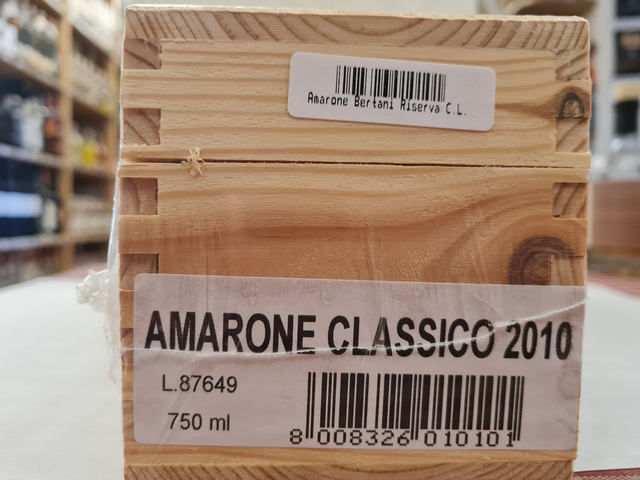 Amarone Bertani Riserva C.L.
AMARONE CLASSICO 2010
L.87649
750 ml
8 008326 010101